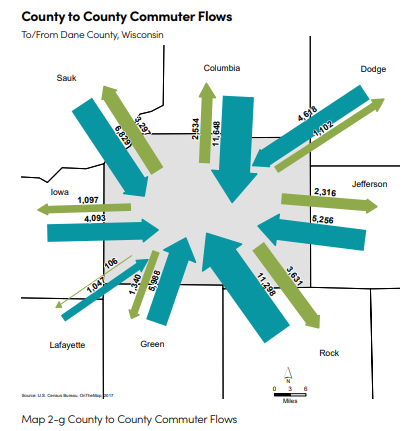 County to County Commuter Flows
To/From Dane County, Wisconsin
Sauk
Columbia
Dodge
6,829
3,297
2,534
11,648
4,618
1,102
Iowa
1,097
4,093
Jefferson
2,316
5,256
106
1,047
1,340
5,988
11,298
3,631
Lafayette
Green
Rock
N
0 3 6
Miles
Source: U.S. Census Bureau, OnTheMap, 2017
Map 2-g County to County Commuter Flows